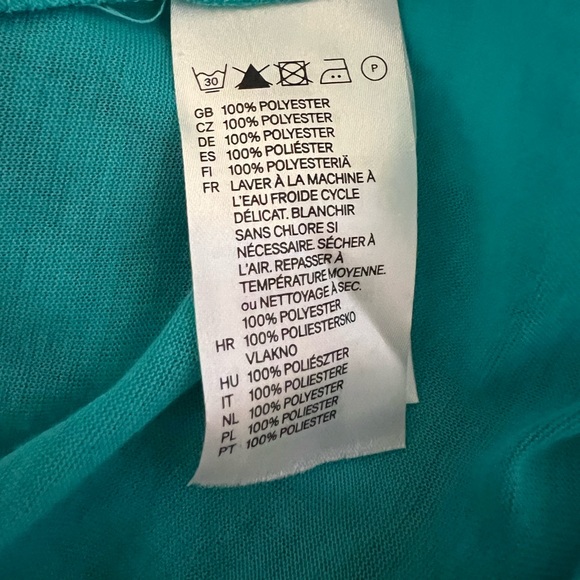 30 P
GB 100% POLYESTER
CZ 100% POLYESTER
DE 100% POLYESTER
ES 100% POLIÉSTER
FI 100% POLYESTERIÄ
FR LAVER À LA MACHINE À
L'EAU FROIDE CYCLE
DÉLICAT. BLANCHIR
SANS CHLORE SI
NÉCESSAIRE. SÉCHER À
L'AIR. REPASSER À
TEMPÉRATURE MOYENNE.
ou NETTOYAGE À SEC.
100% POLYESTER
HR 100% POLIESTERSKO
VLAKNO
HU 100% POLIÉSZTER
IT 100% POLIESTERE
NL 100% POLYESTER
PL 100% POLIESTER
PT 100% POLIESTER